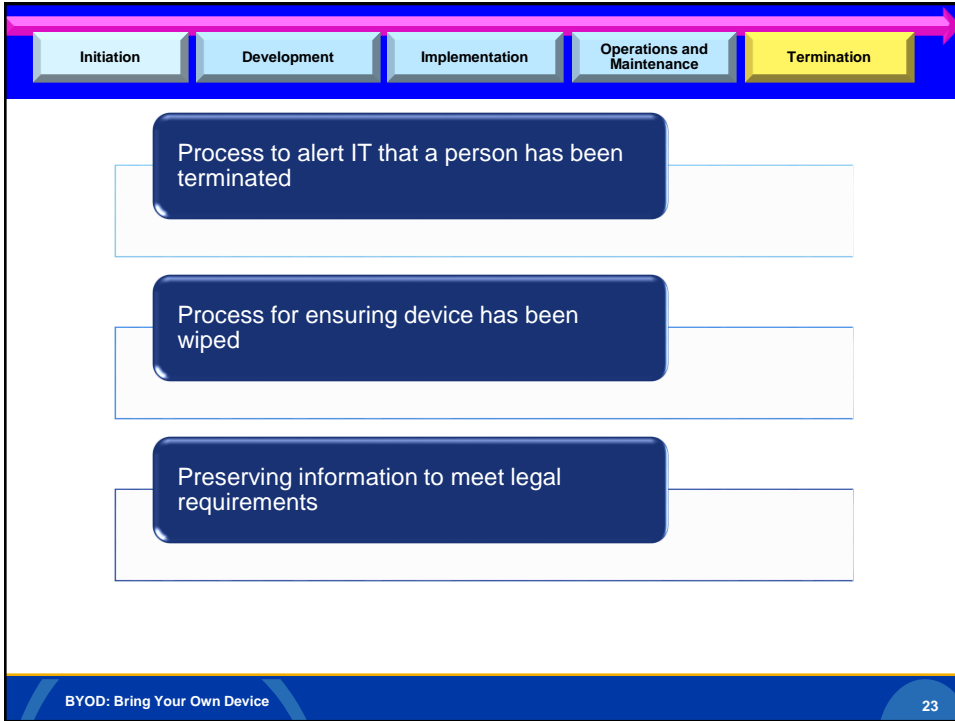 Initiation
Development
Implementation
Operations and
Maintenance
Termination
Process to alert IT that a person has been
terminated
Process for ensuring device has been
wiped
Preserving information to meet legal
requirements
BYOD: Bring Your Own Device
23